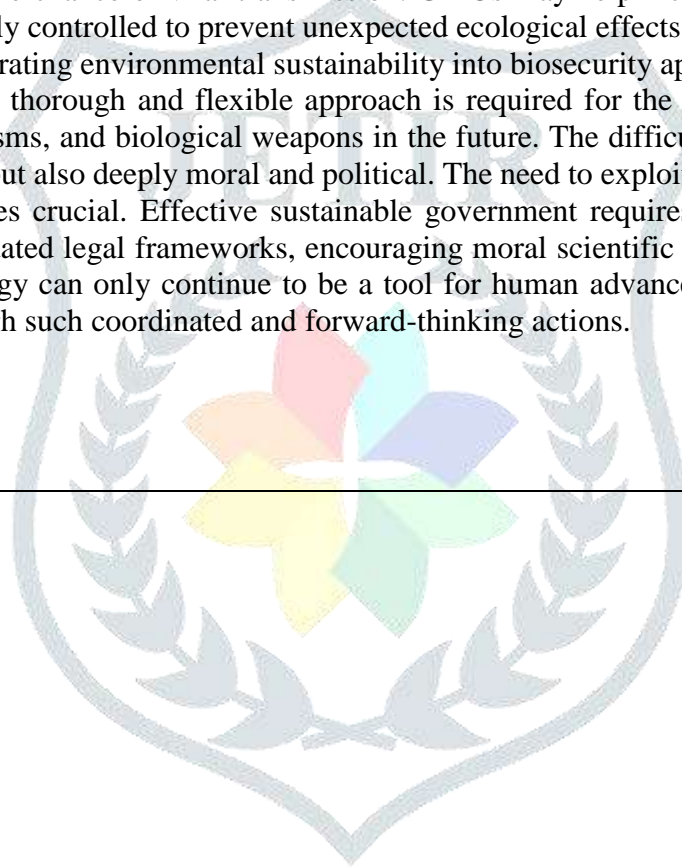 ly controlled to prevent unexpected ecological effects
rating environmental sustainability into biosecurity ap
thorough and flexible approach is required for the
sms, and biological weapons in the future. The difficu
out also deeply moral and political. The need to exploi
es crucial. Effective sustainable government require
ated legal frameworks, encouraging moral scientific
gy can only continue to be a tool for human advance
h such coordinated and forward-thinking actions.
JETIR